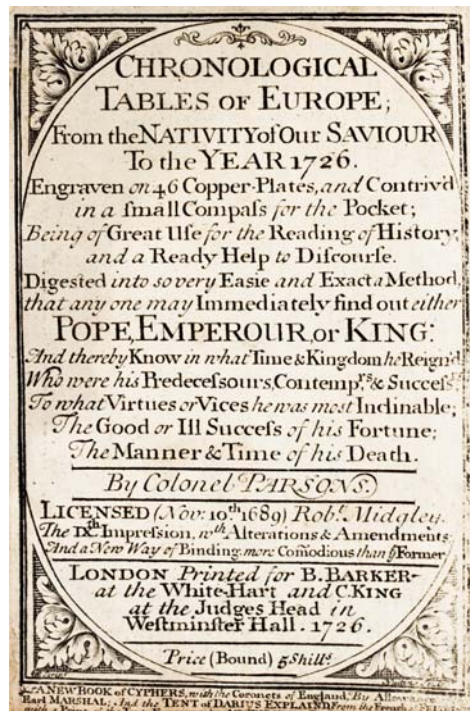 CHRONOLOGICAL
TABLES OF EUROPE;
From the NATIVITY of Our SAVIOUR
To the YEAR 1726.
Engraven on 46 Copper-Plates, and Contriv'd
in a ſmall Compaſs for the Pocket;
Being of Great Uſe for the Reading of Hiſtory;
and a Ready Help to Diſcourſe.
Digested into so very Easie and Exact a Method,
that any one may Immediately find out either
POPE, EMPEROUR, or KING:
And thereby Know in what Time & Kingdom he Reign'd
Who were his Predeceſsours, Contemp.rs & Succeſs.rs
To what Virtues or Vices he was most Inclinable;
The Good or Ill Succeſs of his Fortune;
The Manner & Time of his Death.
By Colonel PARSONS.
LICENSED (Nov: 10th 1689) Rob.t Midgley.
The IXth Impreſsion, wth Alterations & Amendments
And a New Way of Binding, more Comodious than ye Former
LONDON Printed for B. BARKER
at the White-Hart and C. KING
at the Judges Head in
Weſtminſter Hall. 1726.
Price (Bound) 5 Shill.s
A NEW BOOK of CYPHERS, with the Coronets of England, By Allow
Earl MARSHAL; And the TENT of DARIUS EXPLAIND From the French